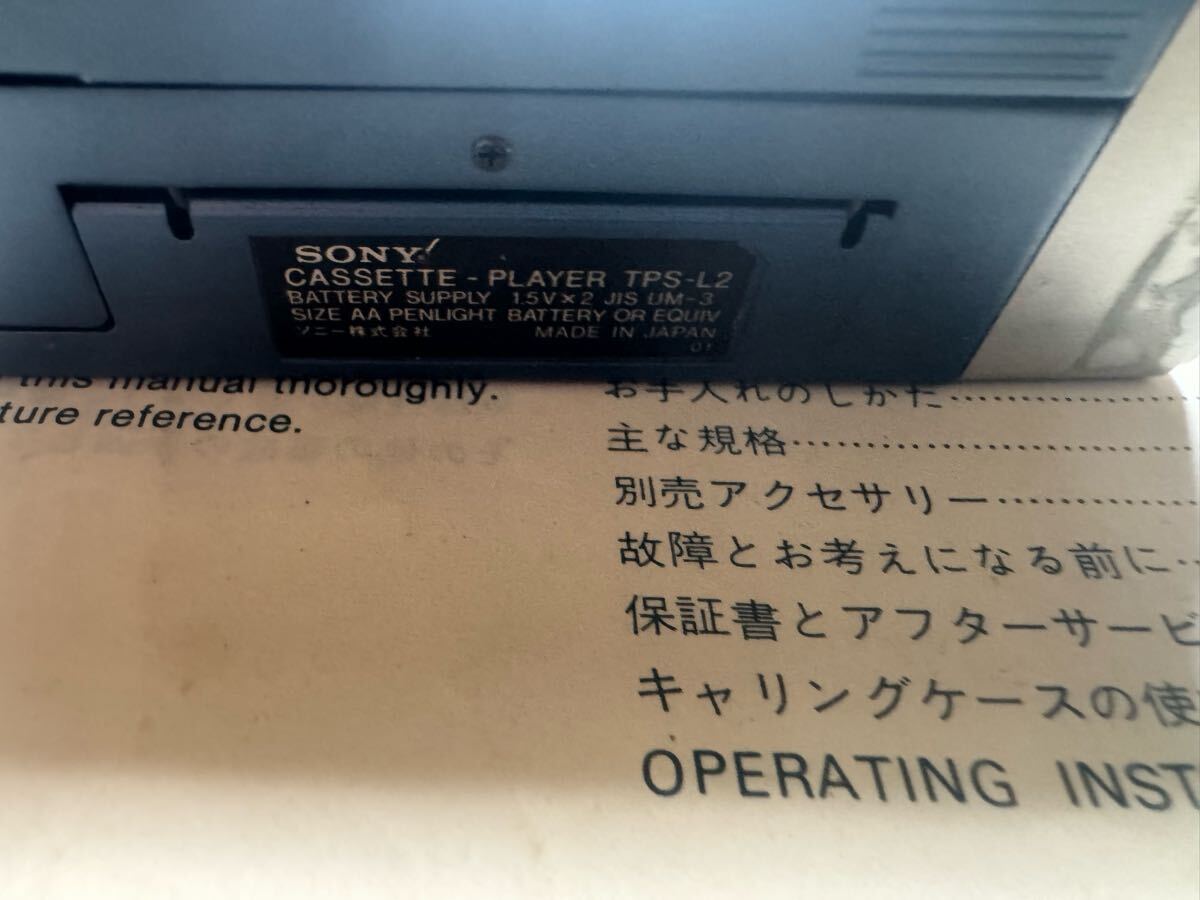 SONY
CASSETTE - PLAYER TPS-L2
BATTERY SUPPLY 1.5V×2 JIS UM-3
SIZE AA PENLIGHT BATTERY OR EQUIV
ソニー株式会社 MADE IN JAPAN
01
this manual thoroughly.
ture reference.
お手入れのしかた…………
主な規格…………………
別売アクセサリー…………
故障とお考えになる前に…
保証書とアフターサービ
キャリングケースの使
OPERATING INST